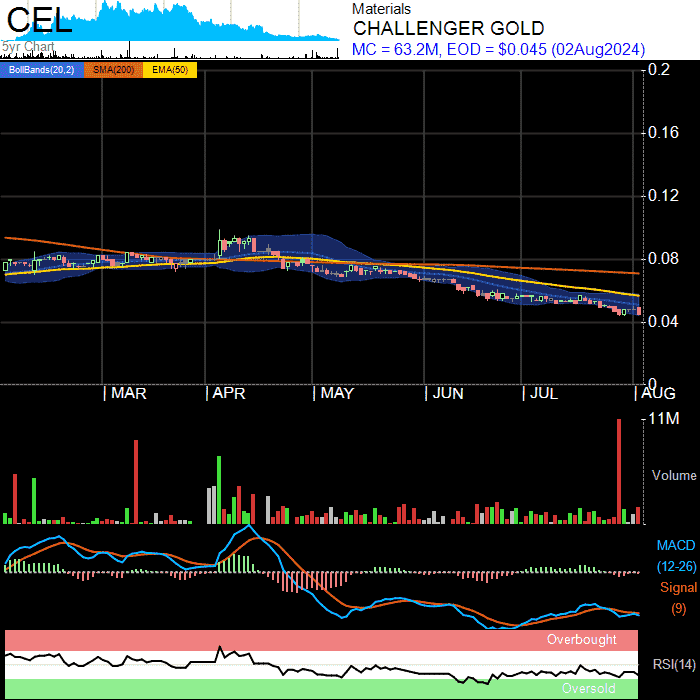 CEL
5yr Chart
Materials
CHALLENGER GOLD
MC = 63.2M, EOD = $0.045 (02Aug2024)
BollBands(20,2) SMA(200) EMA(50)
0.2
0.16
0.12
0.08
0.04
0
MAR APR MAY JUN JUL AUG
11M
Volume
MACD
(12-26)
Signal
(9)
Overbought
RSI(14)
Oversold